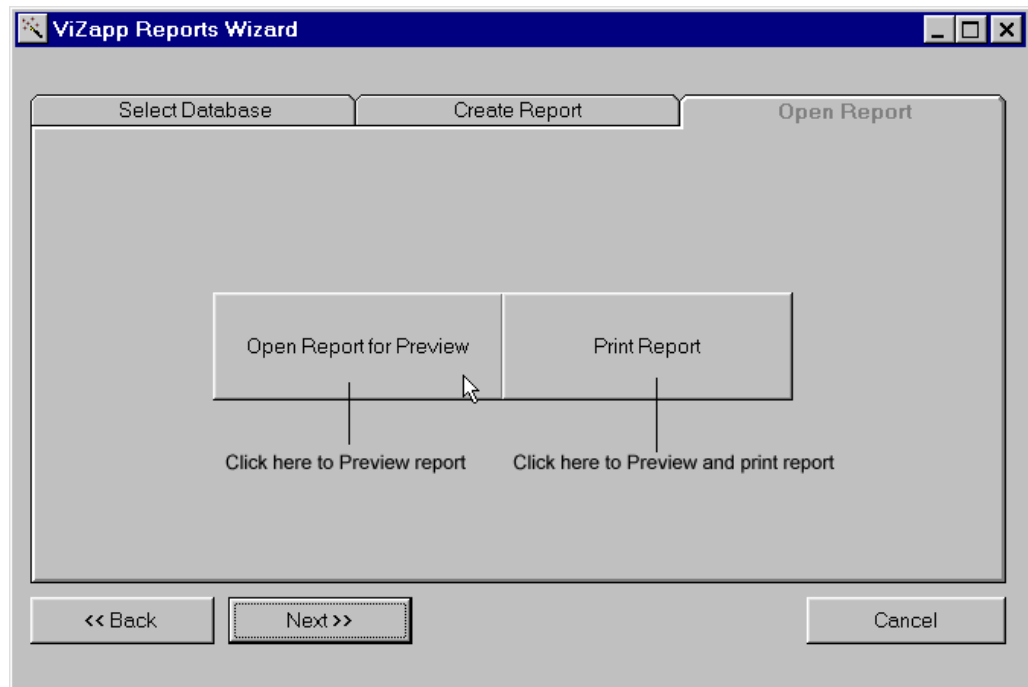 ViZapp Reports Wizard
Select Database
Create Report
Open Report
Open Report for Preview
Print Report
Click here to Preview report
Click here to Preview and print report
<< Back
Next >>
Cancel